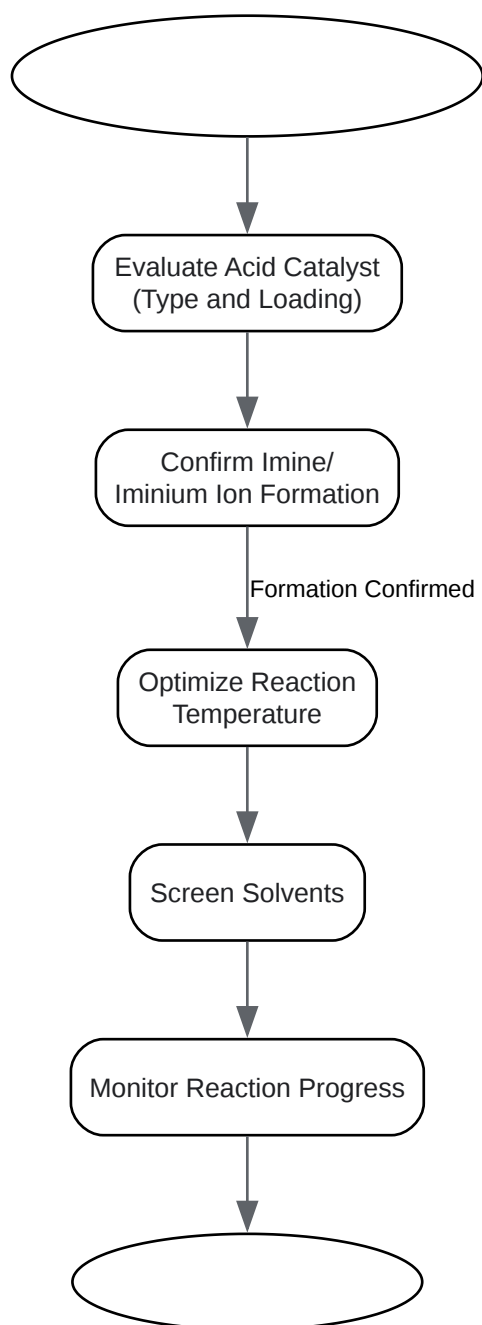 Evaluate Acid Catalyst
(Type and Loading)
Confirm Imine/
Iminium Ion Formation
Formation Confirmed
Optimize Reaction
Temperature
Screen Solvents
Monitor Reaction Progress